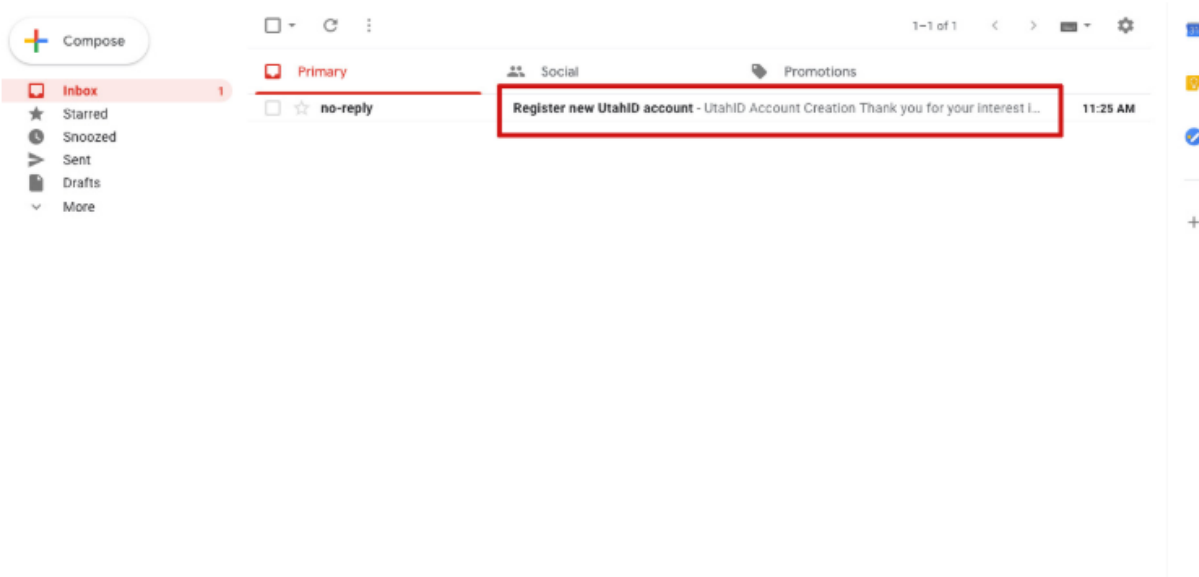 Compose
1–1 of 1
Primary
Social
Promotions
Inbox 1
no-reply
Register new UtahID account - UtahID Account Creation Thank you for your interest i...
11:25 AM
Starred
Snoozed
Sent
Drafts
More